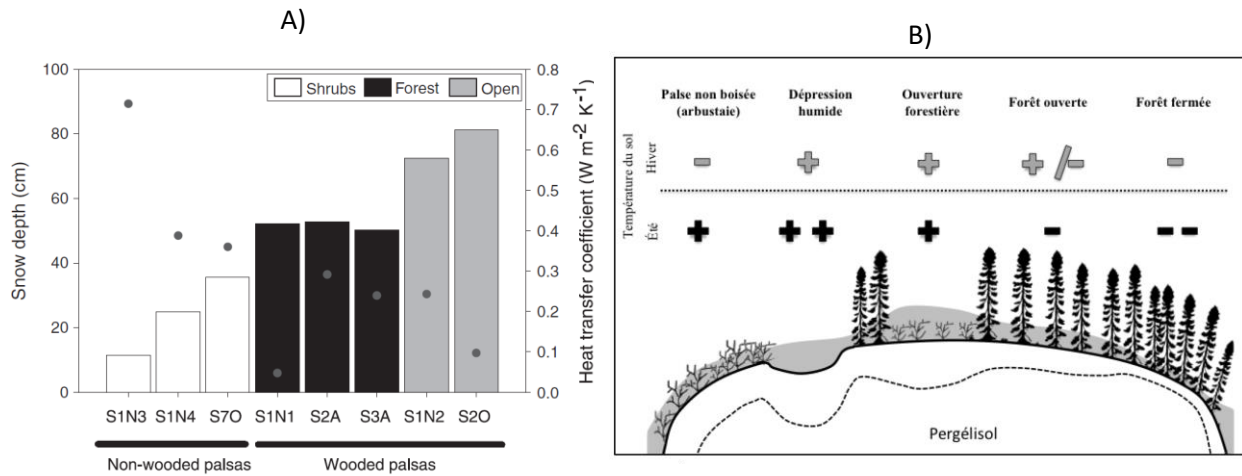 A)
B)
100
80
60
40
20
0
Snow depth (cm)
Shrubs Forest Open
0.8
0.7
0.6
0.5
0.4
0.3
0.2
0.1
0.0
Heat transfer coefficient (W m-2 K-1)
S1N3 S1N4 S7O S1N1 S2A S3A S1N2 S2O
Non-wooded palsas Wooded palsas
Palse non boisée
(arbustaie)
Dépression
humide
Ouverture
forestière
Forêt ouverte
Forêt fermée
Température du sol
Hiver
Été
Pergélisol